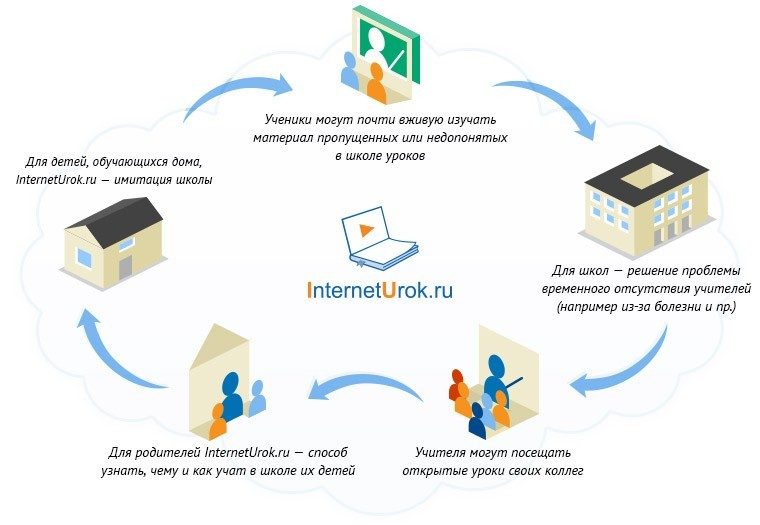 Ученики могут почти вживую изучать
материал пропущенных или недопонятых
в школе уроков
Для детей, обучающихся дома,
InternetUrok.ru — имитация школы
InternetUrok.ru
Для школ — решение проблемы
временного отсутствия учителей
(например из-за болезни и пр.)
Для родителей InternetUrok.ru — способ
узнать, чему и как учат в школе их детей
Учителя могут посещать
открытые уроки своих коллег